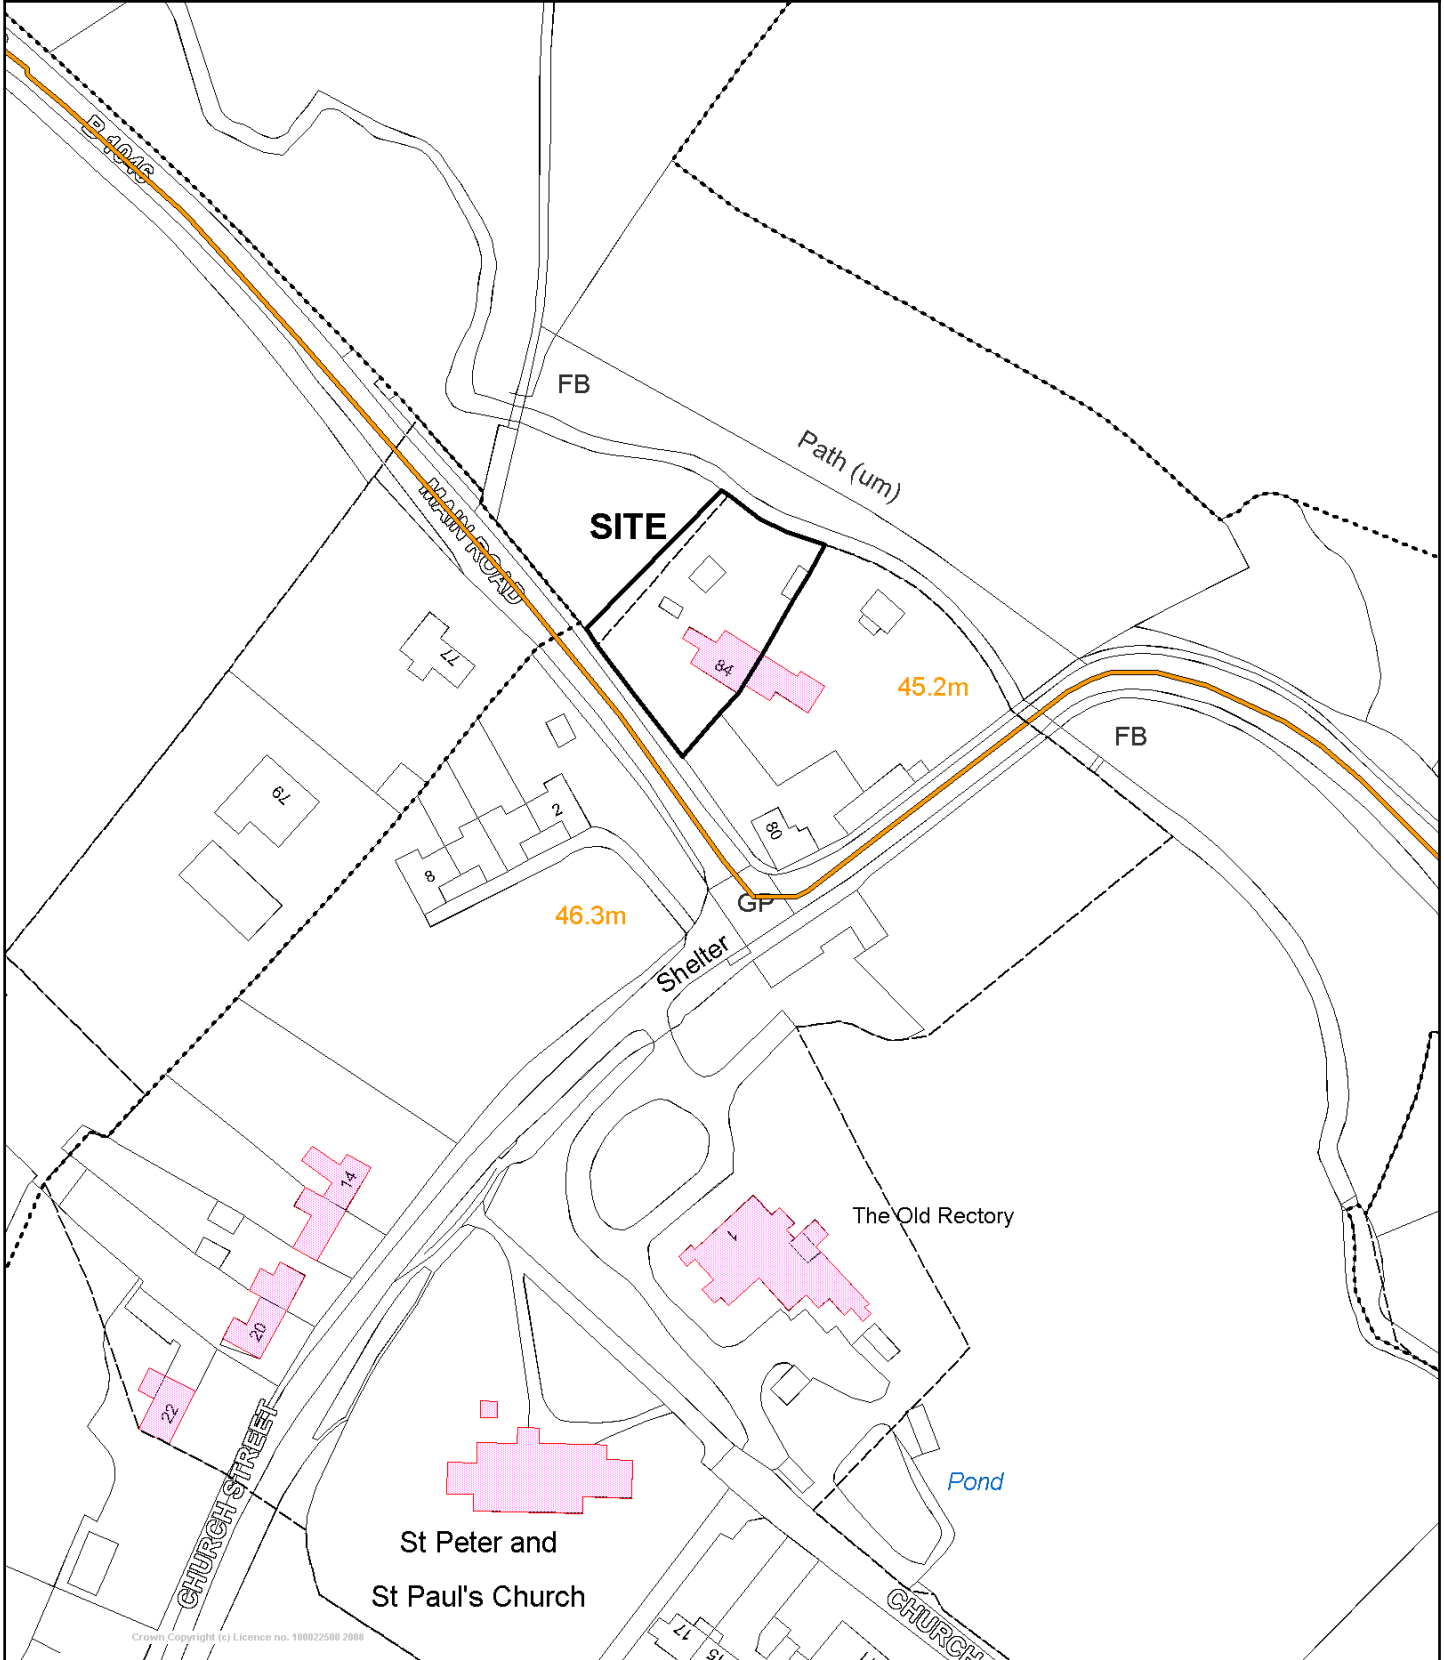 B 1046
FB
Path (um)
MAIN ROAD
SITE
77
84
45.2m
FB
79
2
80
8
GP
46.3m
Shelter
14
The Old Rectory
1
20
22
CHURCH STREET
Pond
St Peter and
St Paul's Church
CHURCH
17
15
Crown Copyright (c) Licence no. 100022500 2008